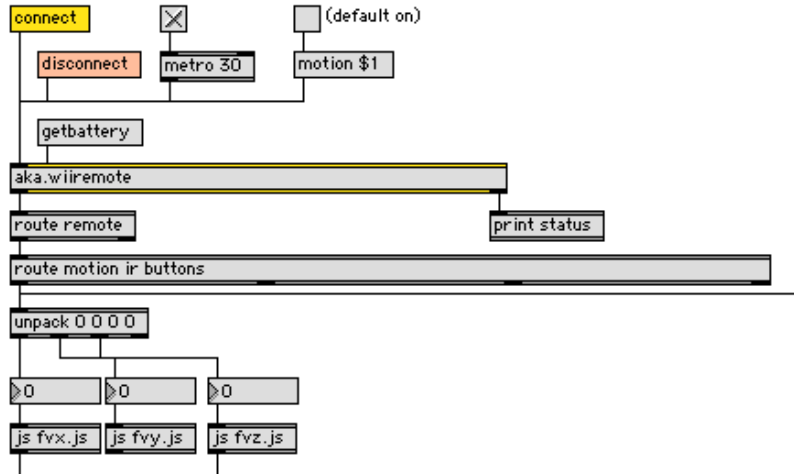 connect
(default on)
disconnect
metro 30
motion $1
getbattery
aka.wiiremote
route remote
print status
route motion ir buttons
unpack 0 0 0 0
0
0
0
js fvx.js
js fvy.js
js fvz.js